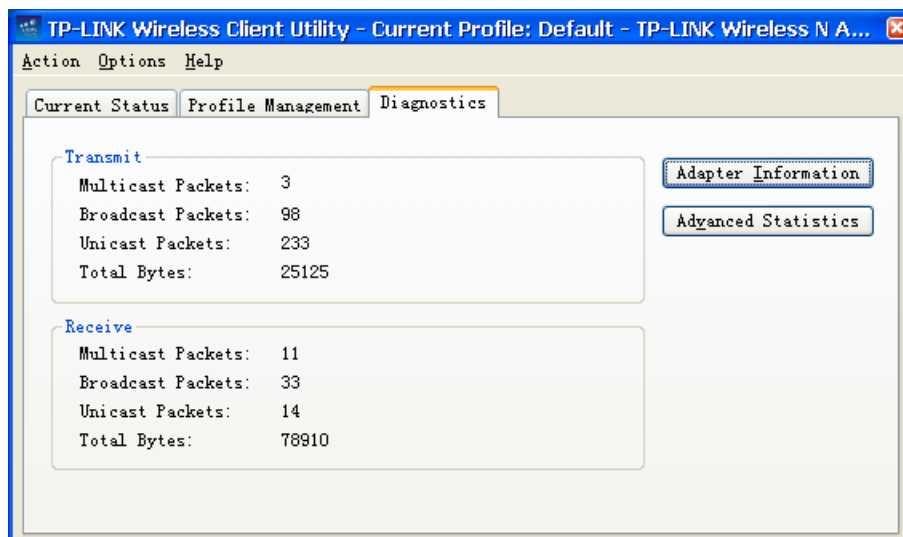 TP-LINK Wireless Client Utility - Current Profile: Default - TP-LINK Wireless N A...
Action Options Help
Current Status Profile Management Diagnostics
Transmit
Multicast Packets: 3
Broadcast Packets: 98
Unicast Packets: 233
Total Bytes: 25125
Adapter Information
Advanced Statistics
Receive
Multicast Packets: 11
Broadcast Packets: 33
Unicast Packets: 14
Total Bytes: 78910